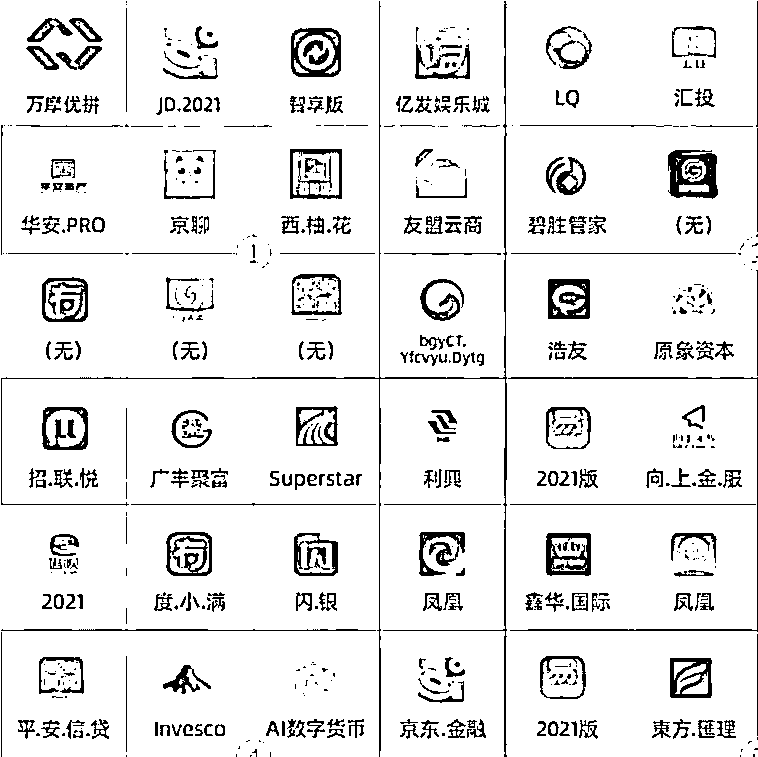 万摩优拼 JD.2021 智享版 亿发娱乐城 LQ 汇投
华安.PRO 京聊 西.柚.花 友盟云商 碧胜管家 (无)
1
(无) (无) (无) bgyCT.
Yfcvyu.Dytg 浩友 原象资本
招.联.悦 广丰聚富 Superstar 利興 2021版 向.上.金.服
2021 度.小.满 闪.银 凤凰 鑫华.国际 凤凰
平.安.信.贷 Invesco AI数字货币 京东.金融 2021版 東方.匯理